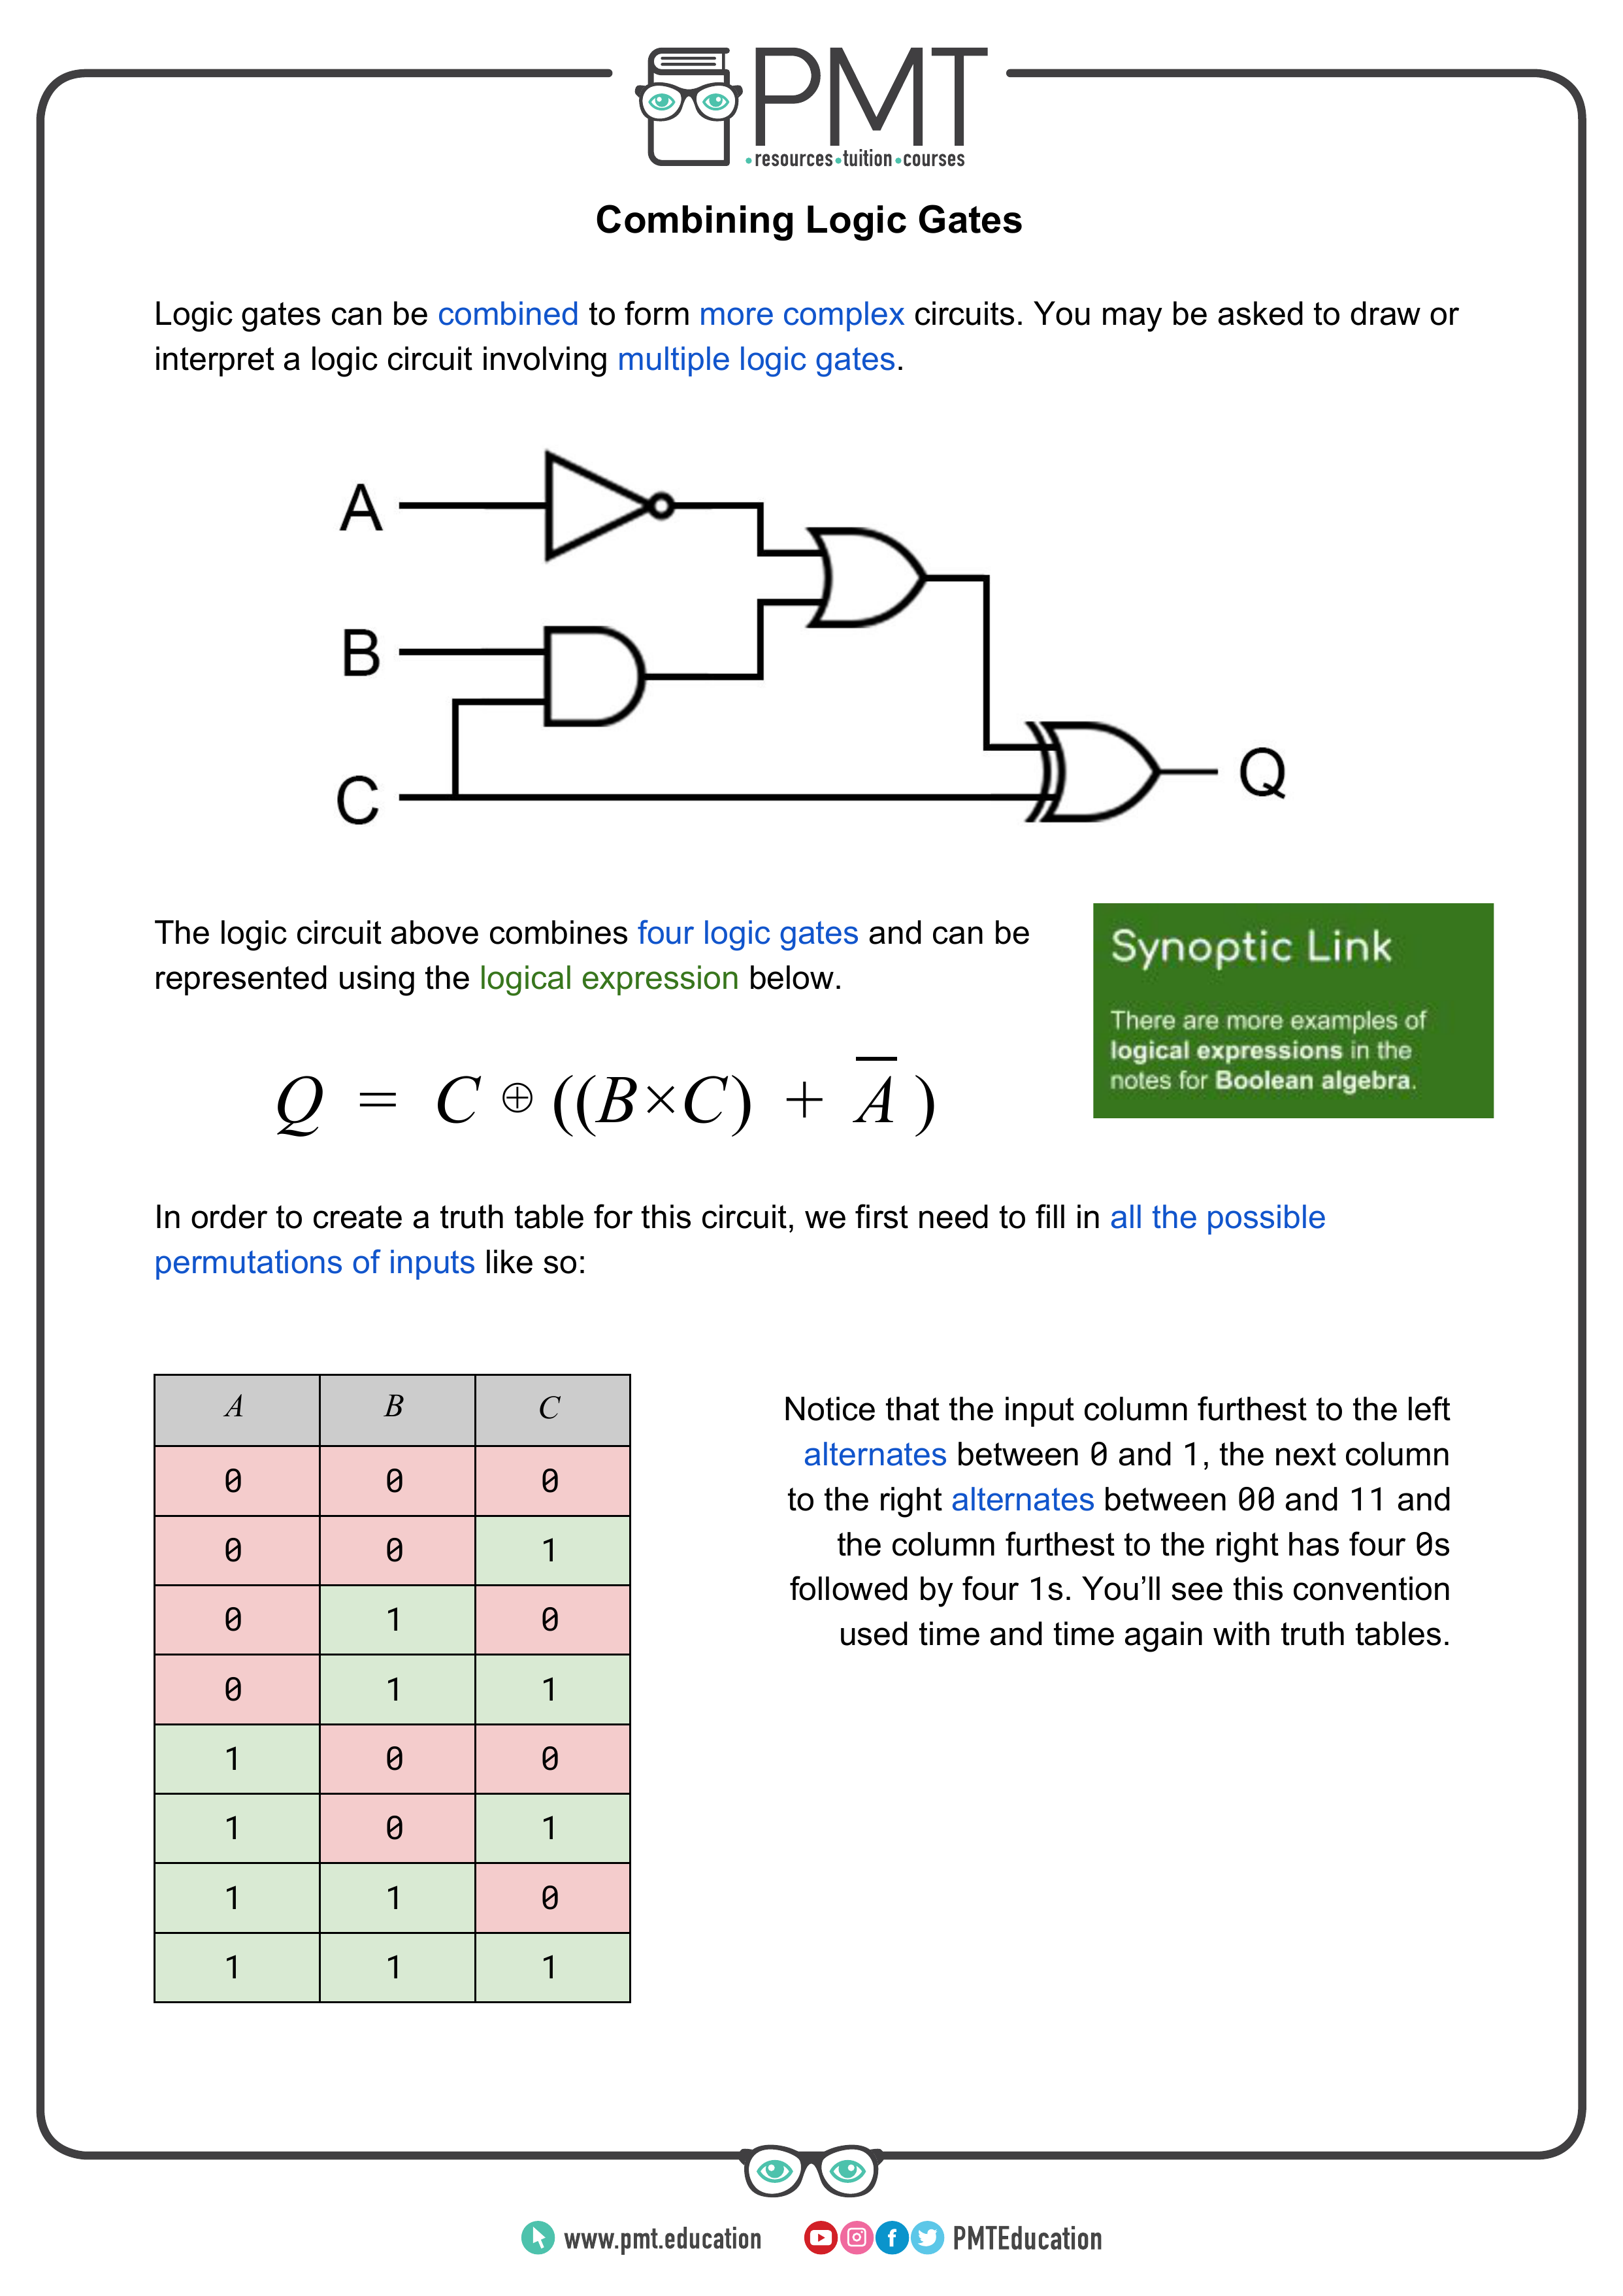 PMT
•resources•tuition•courses
Combining Logic Gates
Logic gates can be combined to form more complex circuits. You may be asked to draw or
interpret a logic circuit involving multiple logic gates.
A
B
C
Q
The logic circuit above combines four logic gates and can be
represented using the logical expression below.
Q = C ⊕ ((B×C) + A̅ )
Synoptic Link
There are more examples of
logical expressions in the
notes for Boolean algebra.
In order to create a truth table for this circuit, we first need to fill in all the possible
permutations of inputs like so:
A B C
0 0 0
0 0 1
0 1 0
0 1 1
1 0 0
1 0 1
1 1 0
1 1 1
Notice that the input column furthest to the left
alternates between 0 and 1, the next column
to the right alternates between 00 and 11 and
the column furthest to the right has four 0s
followed by four 1s. You’ll see this convention
used time and time again with truth tables.
www.pmt.education
PMTEducation